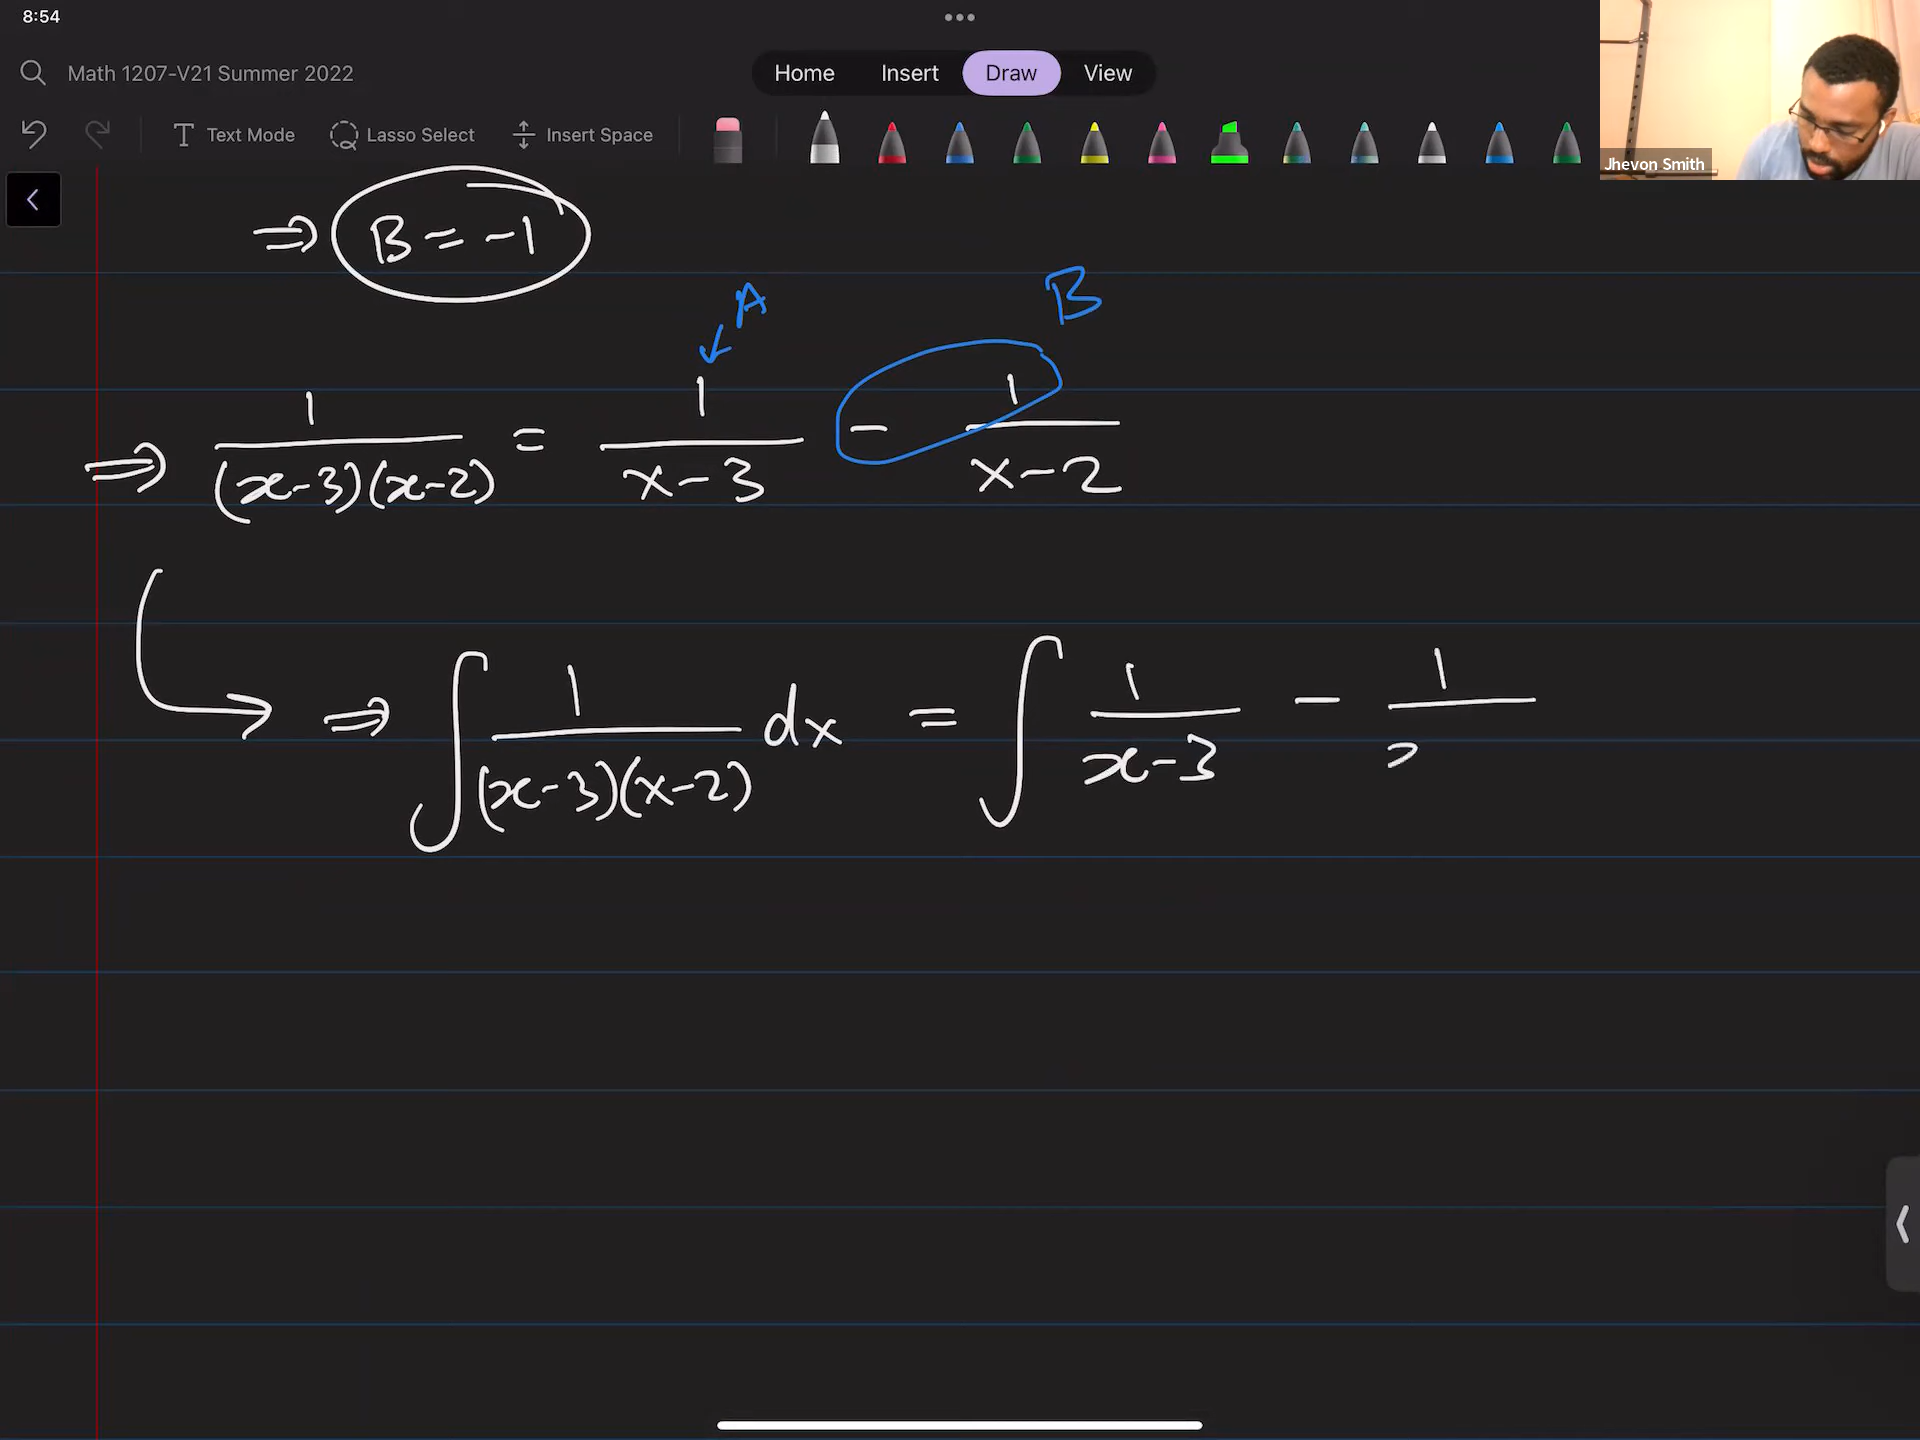 8:54
Math 1207-V21 Summer 2022
Home Insert Draw View
Text Mode Lasso Select Insert Space
Jhevon Smith
⇒ B = -1
A B
⇒ 1/((x-3)(x-2)) = 1/(x-3) - 1/(x-2)
⇒ ∫ 1/((x-3)(x-2)) dx = ∫ 1/(x-3) - 1/